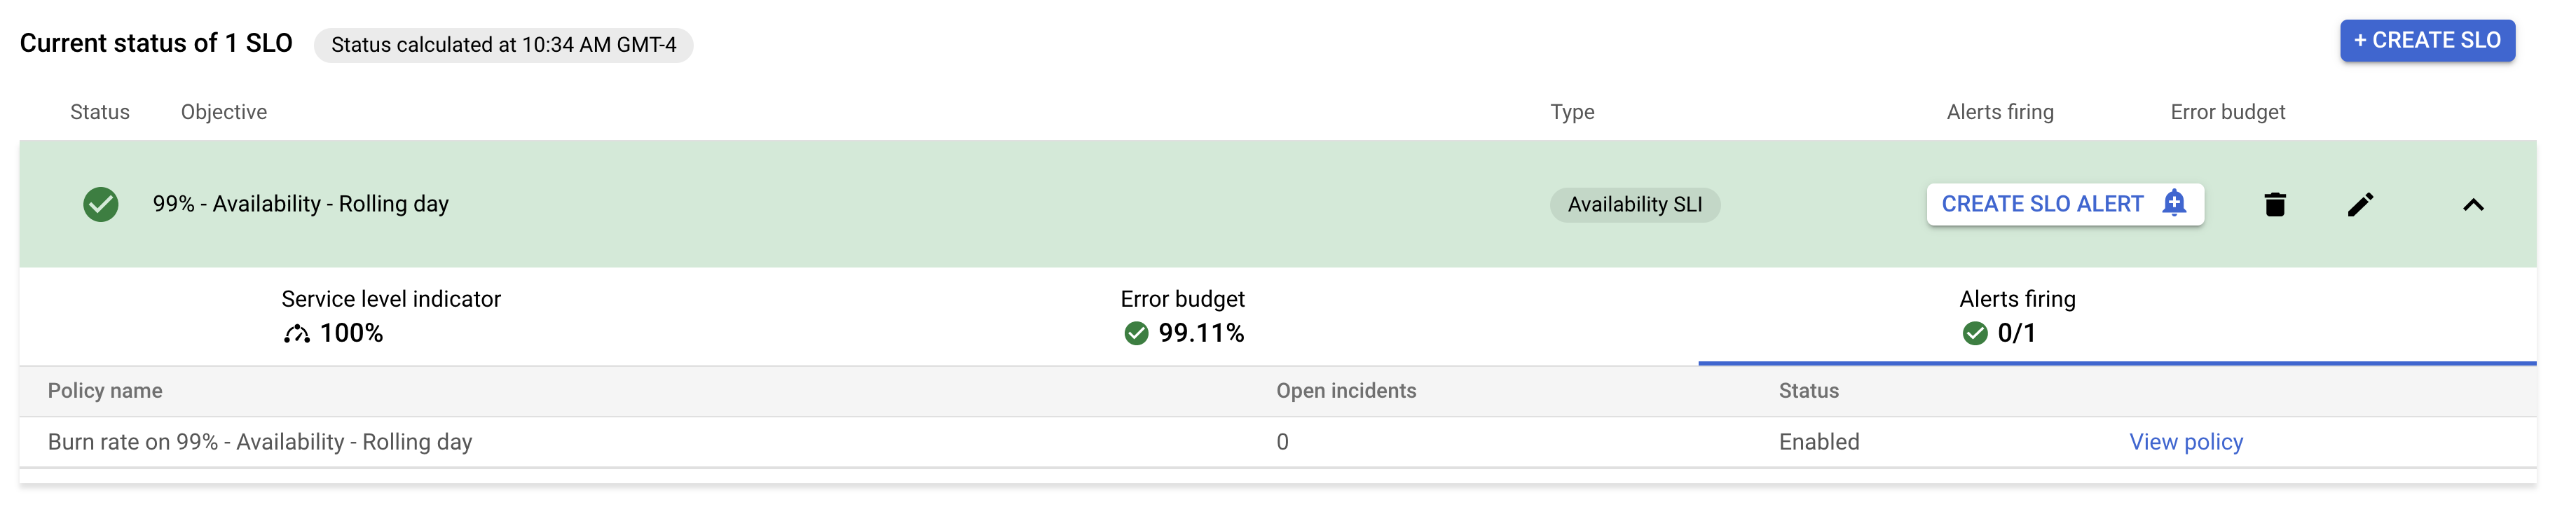 Current status of 1 SLO
Status calculated at 10:34 AM GMT-4
+ CREATE SLO
Status Objective Type Alerts firing Error budget
99% - Availability - Rolling day Availability SLI CREATE SLO ALERT
Service level indicator Error budget Alerts firing
100% 99.11% 0/1
Policy name Open incidents Status
Burn rate on 99% - Availability - Rolling day 0 Enabled View policy